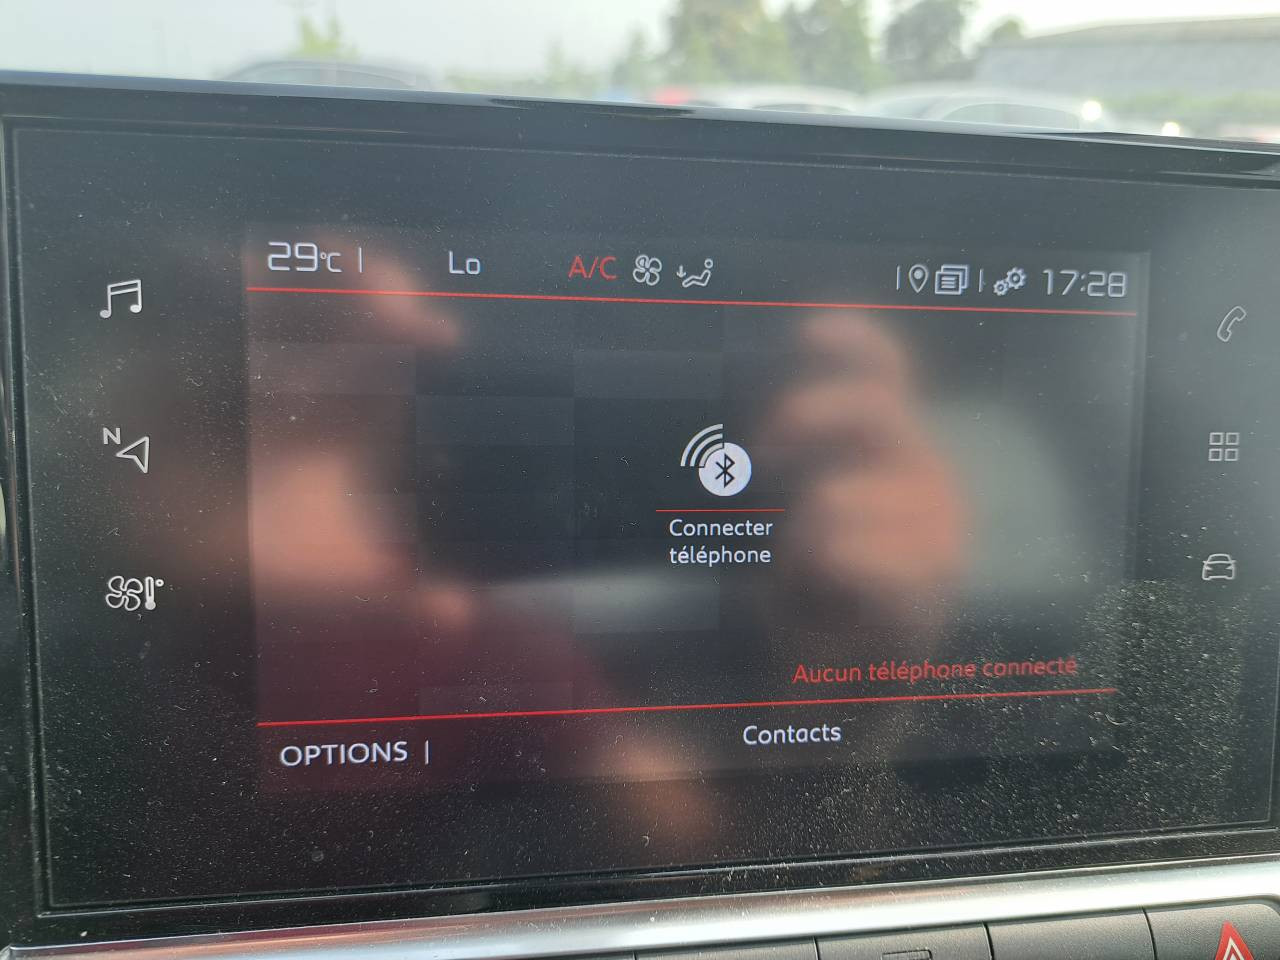 29°C | Lo A/C 17:28
N
Connecter
téléphone
Aucun téléphone connecté
OPTIONS | Contacts